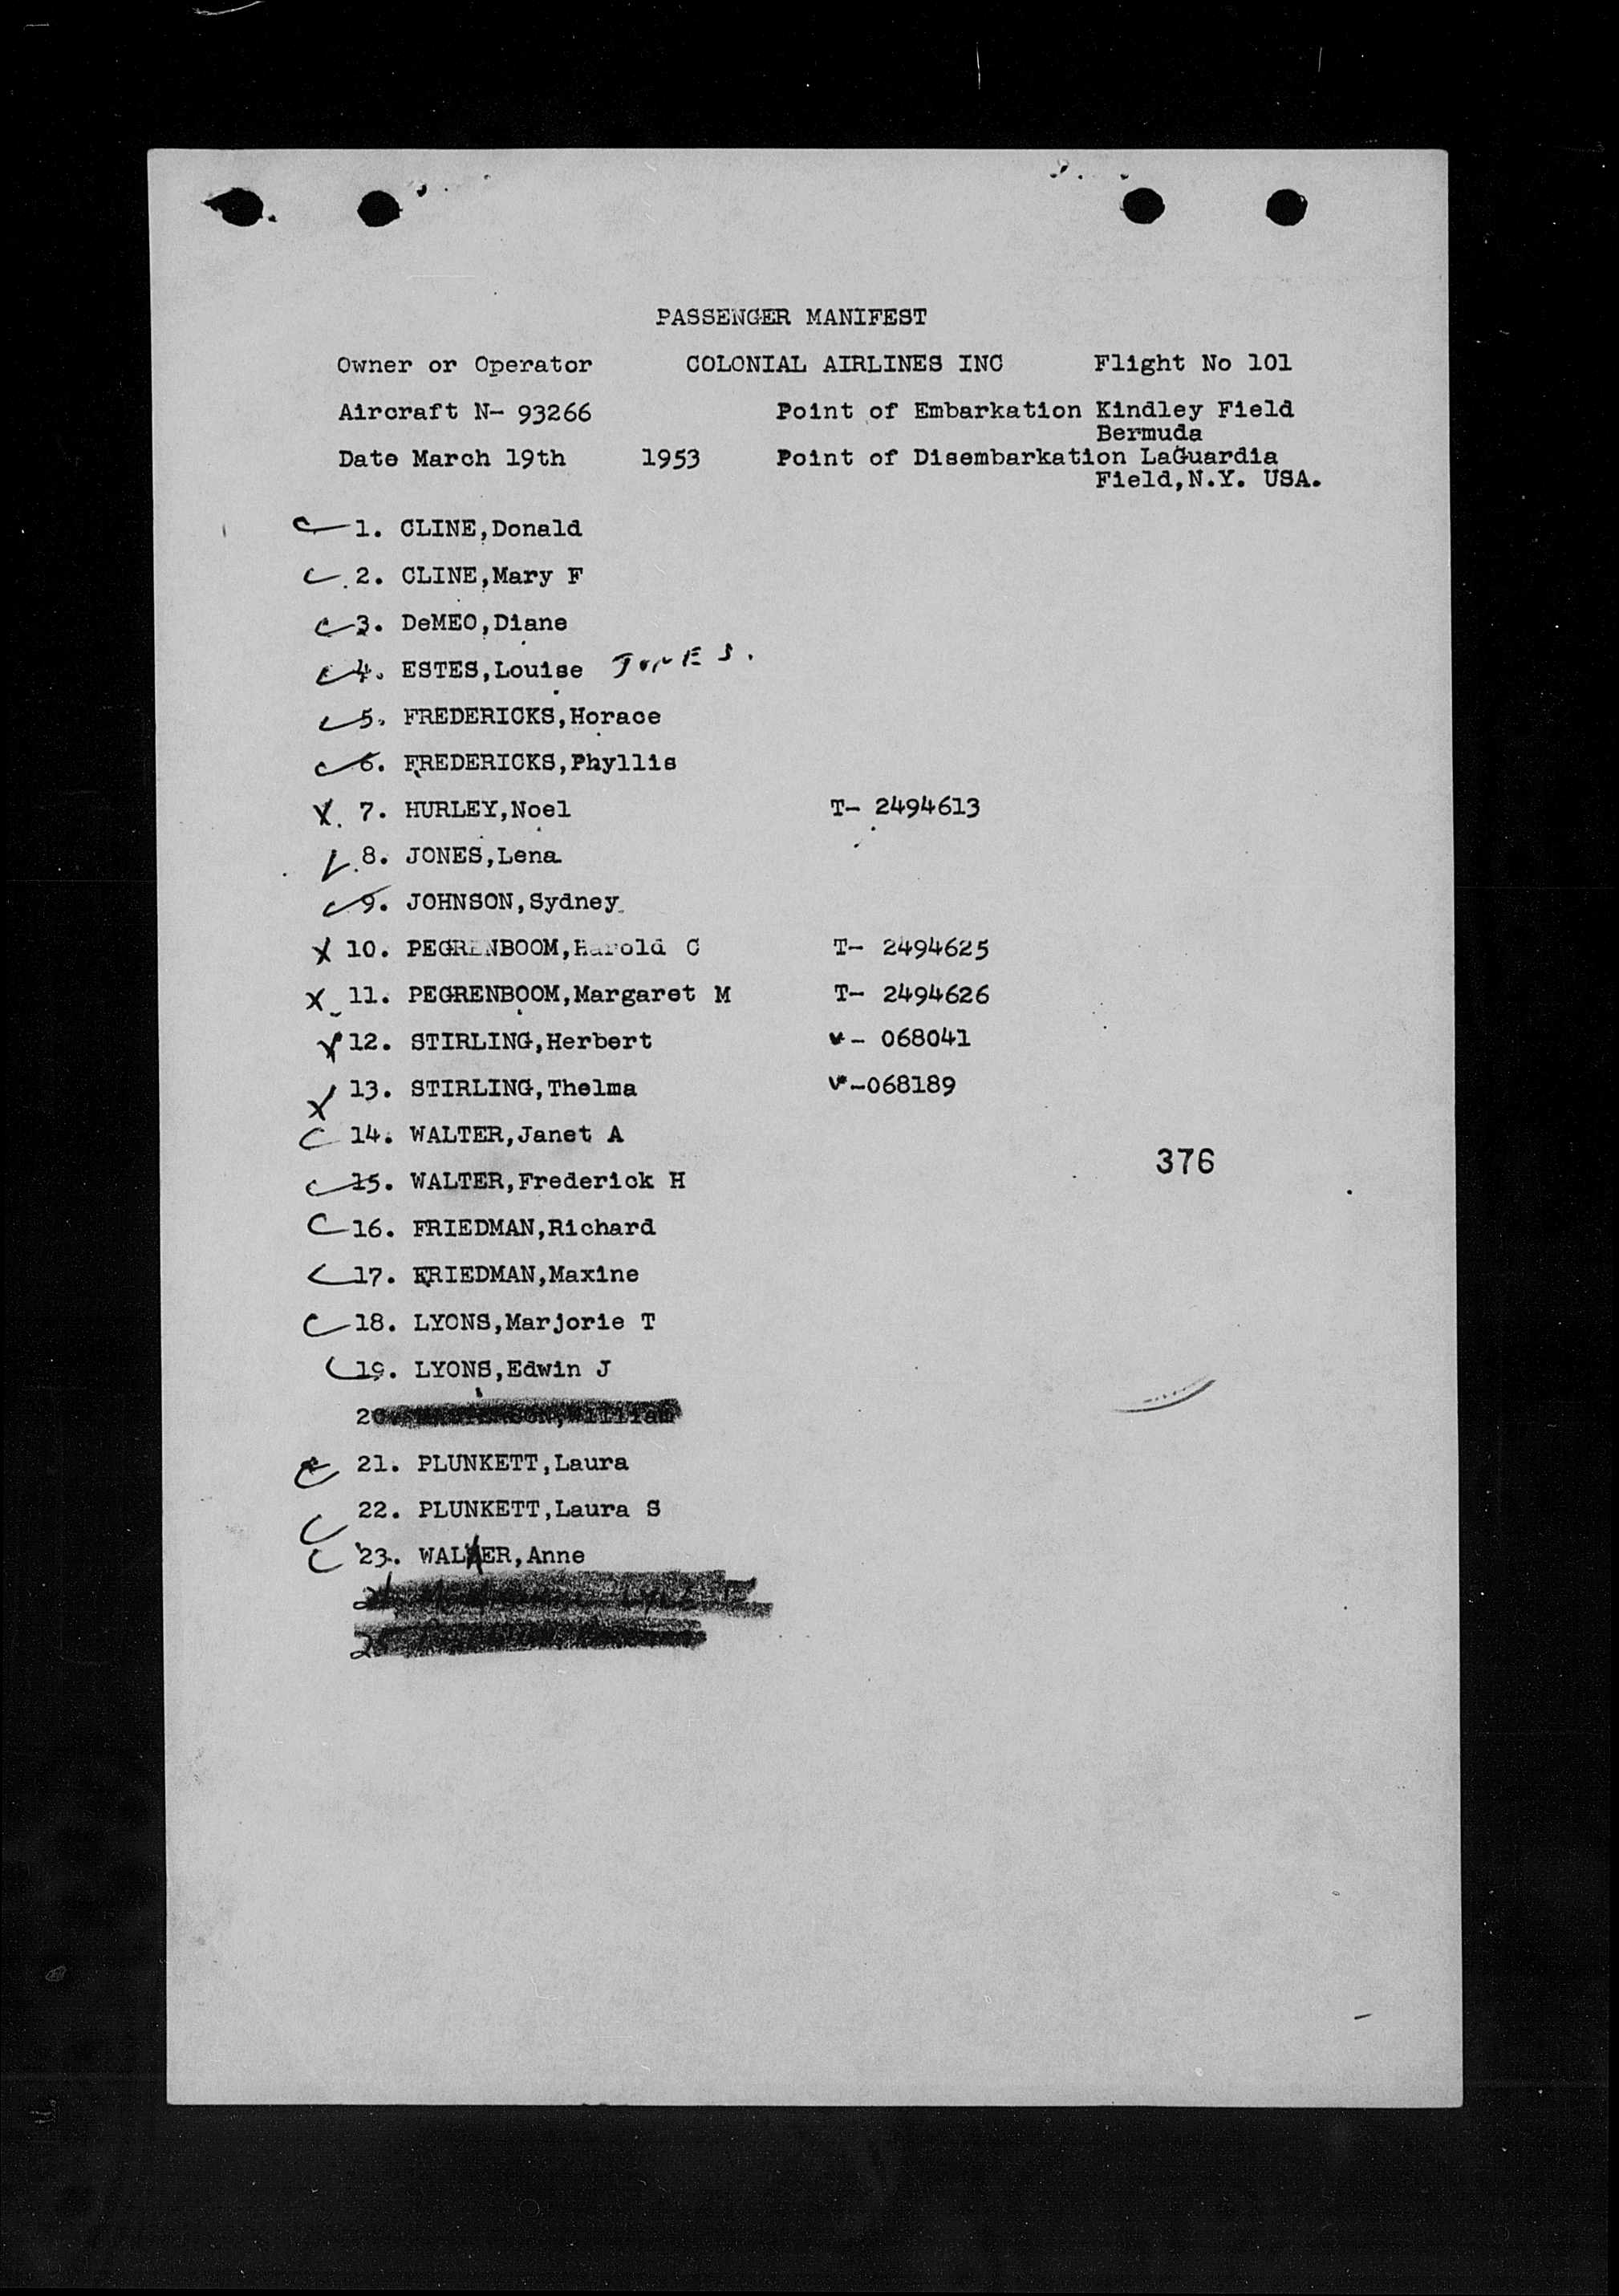 PASSENGER MANIFEST
Owner or Operator COLONIAL AIRLINES INC Flight No 101
Aircraft N- 93266 Point of Embarkation Kindley Field
Bermuda
Date March 19th 1953 Point of Disembarkation LaGuardia
Field,N.Y. USA.
C 1. CLINE,Donald
C 2. CLINE,Mary F
C 3. DeMEO,Diane
C 4. ESTES,Louise JONES.
C 5. FREDERICKS,Horace
C 6. FREDERICKS,Phyllis
X 7. HURLEY,Noel T- 2494613
8. JONES,Lena
C 9. JOHNSON,Sydney
X 10. PEGRENBOOM,Harold C T- 2494625
X 11. PEGRENBOOM,Margaret M T- 2494626
X 12. STIRLING,Herbert V- 068041
X 13. STIRLING,Thelma V-068189
C 14. WALTER,Janet A
376
C 15. WALTER,Frederick H
C 16. FRIEDMAN,Richard
C 17. FRIEDMAN,Maxine
C 18. LYONS,Marjorie T
C 19. LYONS,Edwin J
20. William
C 21. PLUNKETT,Laura
C 22. PLUNKETT,Laura S
C 23. WALKER,Anne
24
25